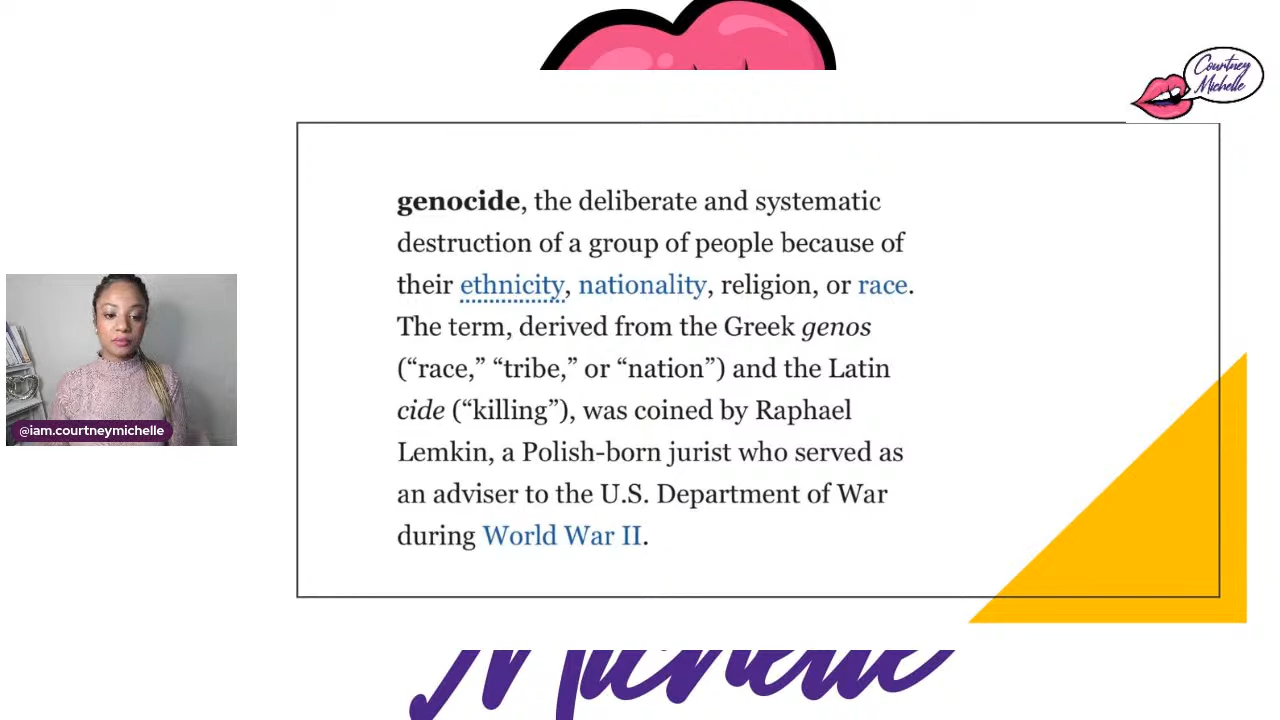 Courtney
Michelle
genocide, the deliberate and systematic
destruction of a group of people because of
their ethnicity, nationality, religion, or race.
The term, derived from the Greek genos
(“race,” “tribe,” or “nation”) and the Latin
cide (“killing”), was coined by Raphael
Lemkin, a Polish-born jurist who served as
an adviser to the U.S. Department of War
during World War II.
@iam.courtneymichelle
Michelle